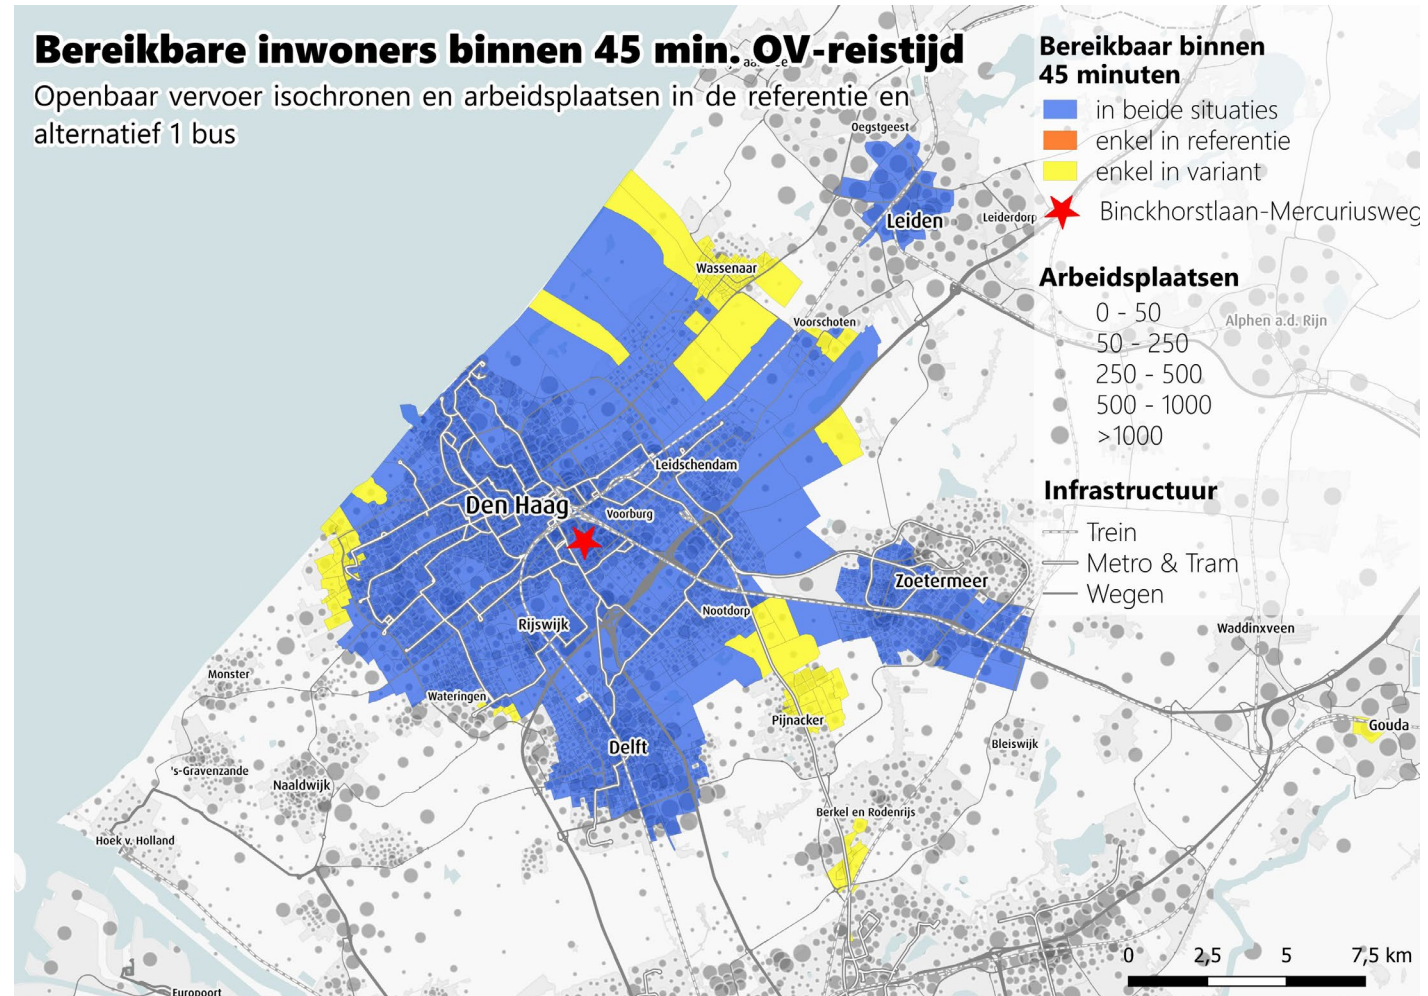 Bereikbare inwoners binnen 45 min. OV-reistijd
Openbaar vervoer isochronen en arbeidsplaatsen in de referentie en
alternatief 1 bus
Bereikbaar binnen
45 minuten
in beide situaties
enkel in referentie
enkel in variant
Binckhorstlaan-Mercuriusweg
Arbeidsplaatsen
0 - 50
50 - 250
250 - 500
500 - 1000
>1000
Infrastructuur
Trein
Metro & Tram
Wegen
Oegstgeest
Leiden
Leiderdorp
Wassenaar
Voorschoten
Alphen a.d. Rijn
Leidschendam
Den Haag
Voorburg
Zoetermeer
Nootdorp
Rijswijk
Waddinxveen
Monster
Wateringen
Pijnacker
Gouda
Delft
Bleiswijk
's-Gravenzande
Naaldwijk
Berkel en Rodenrijs
Hoek v. Holland
Europoort
0 2,5 5 7,5 km